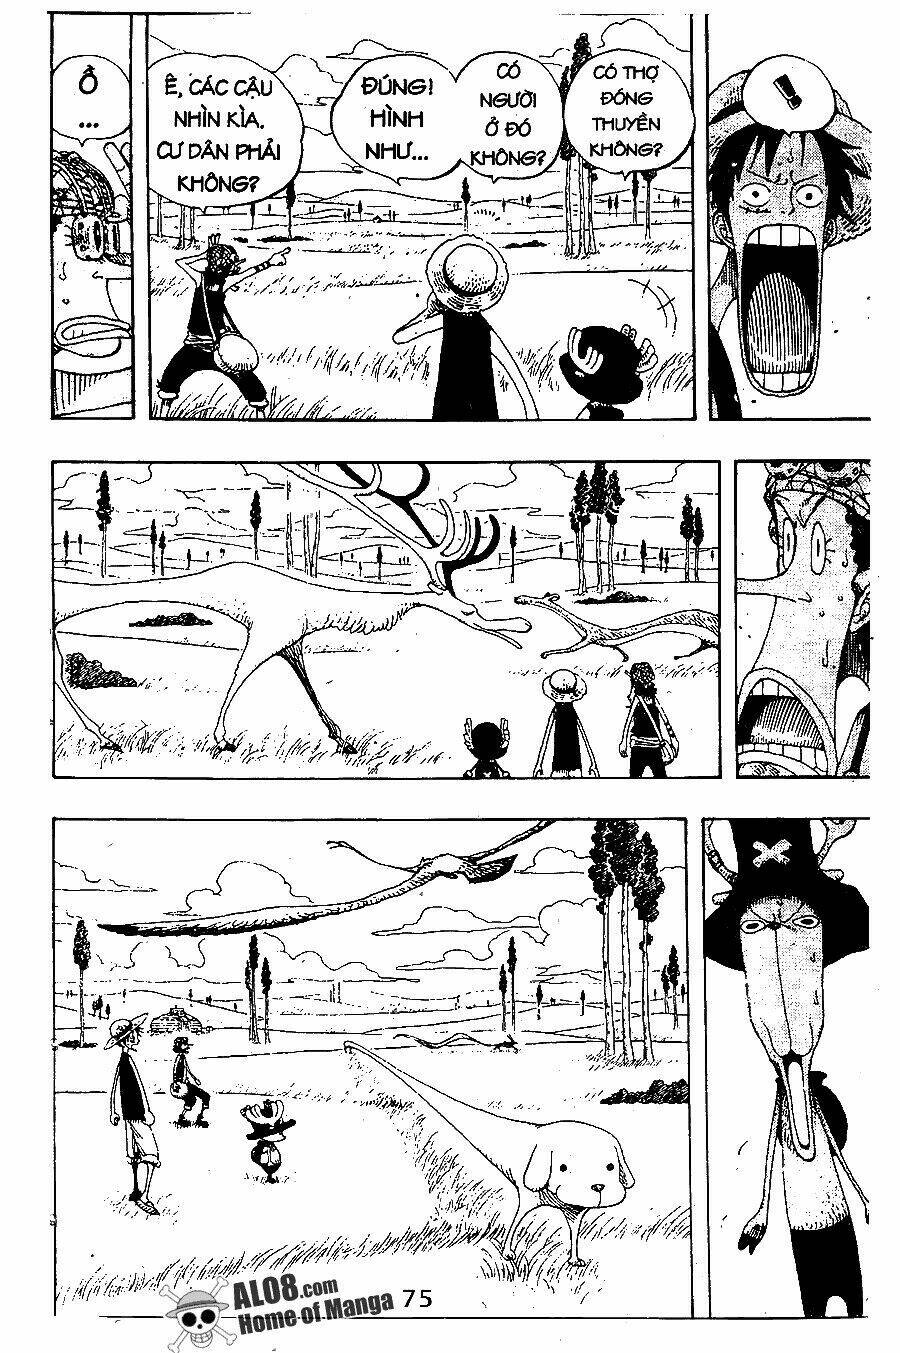 !
CÓ THỢ
ĐÓNG
THUYỀN
KHÔNG?
CÓ
NGƯỜI
Ở ĐÓ
KHÔNG?
ĐÚNG!
HÌNH
NHƯ...
Ê, CÁC CẬU
NHÌN KÌA.
CƯ DÂN PHẢI
KHÔNG?
Ồ
...
ALO8.com
Home of Manga
75